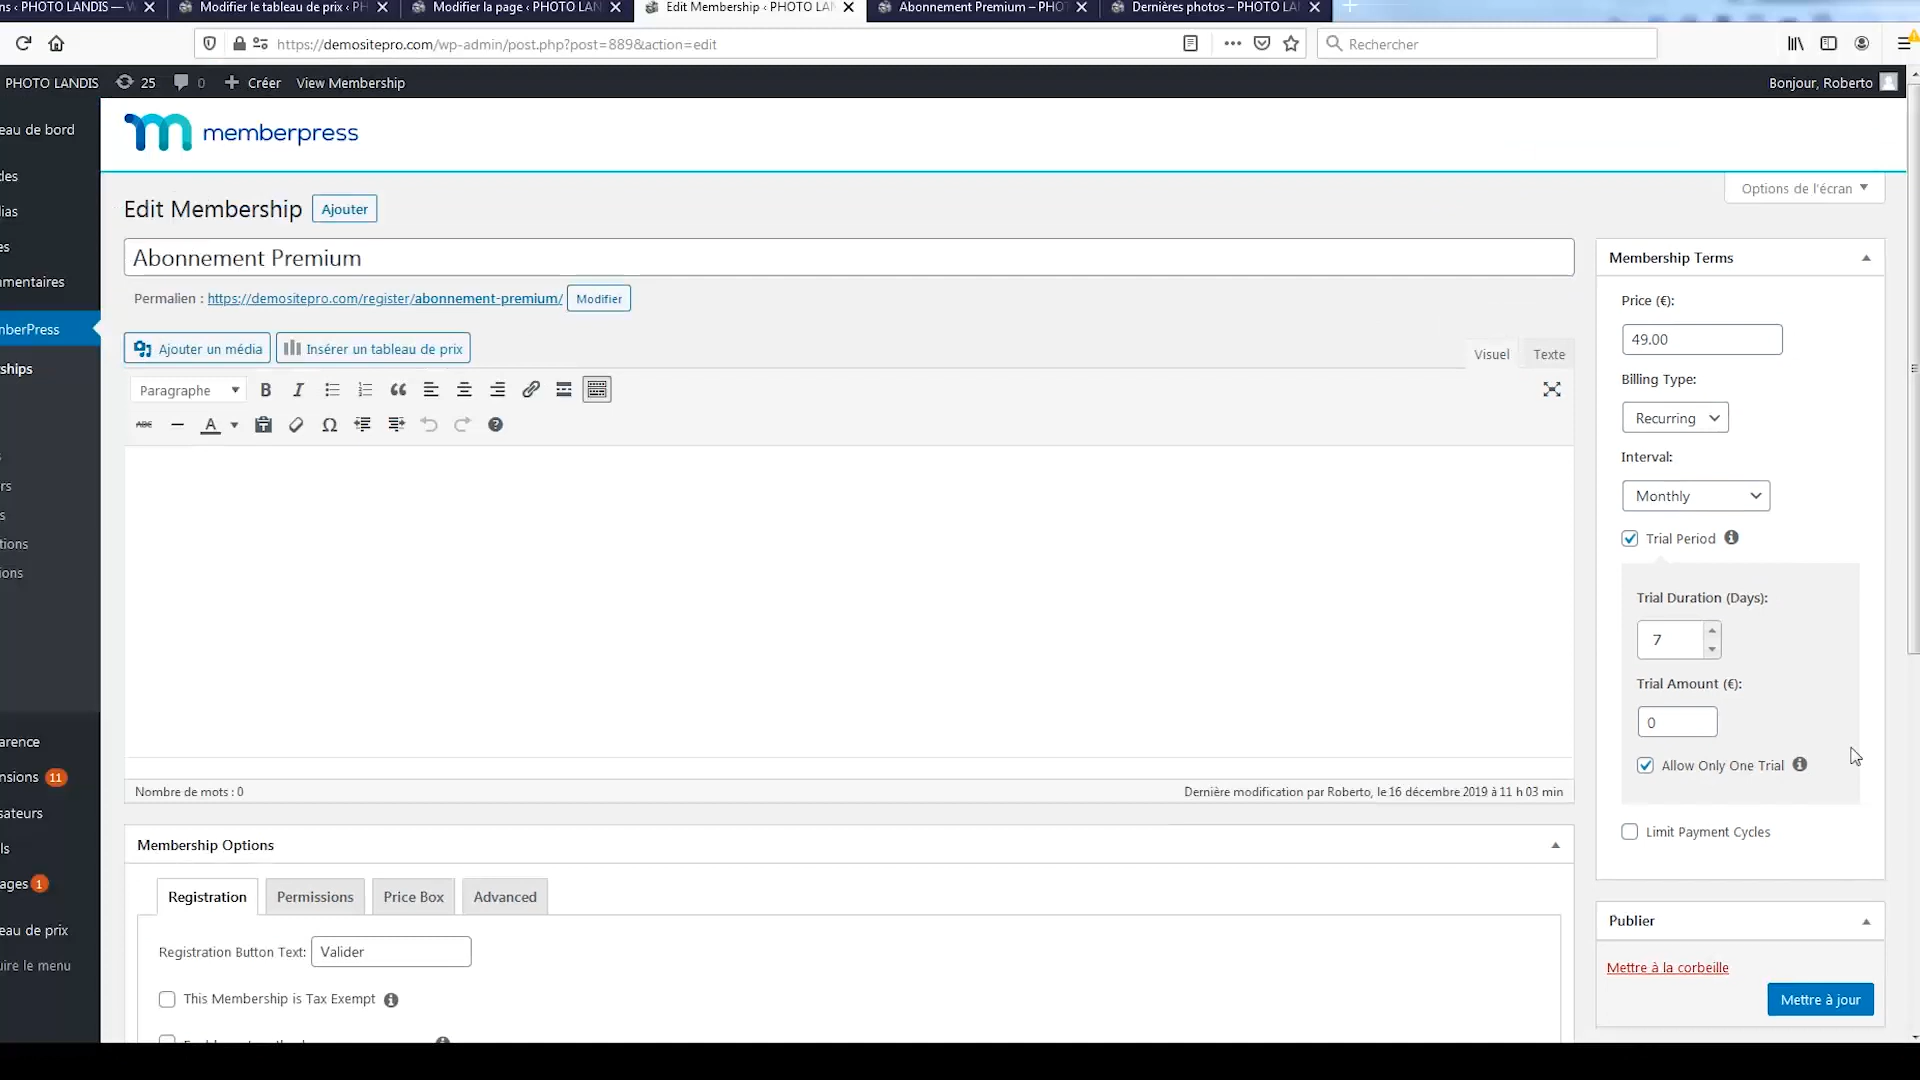 ns ‹ PHOTO LANDIS — W
Modifier le tableau de prix ‹ PH
Modifier la page ‹ PHOTO LAN
Edit Membership ‹ PHOTO LAN
Abonnement Premium – PHO
Dernières photos – PHOTO LA
https://demositepro.com/wp-admin/post.php?post=889&action=edit
Rechercher
PHOTO LANDIS
25
0
Créer
View Membership
Bonjour, Roberto
eau de bord
memberpress
des
ias
es
mmentaires
mberPress
ships
s
rs
s
tions
ions
arence
nsions 11
sateurs
ls
ages 1
eau de prix
uire le menu
Options de l'écran
Edit Membership
Ajouter
Abonnement Premium
Permalien : https://demositepro.com/register/abonnement-premium/ Modifier
Ajouter un média
Insérer un tableau de prix
Visuel
Texte
Paragraphe
B I
ABC
A
Ω
Nombre de mots : 0
Dernière modification par Roberto, le 16 décembre 2019 à 11 h 03 min
Membership Options
Registration
Permissions
Price Box
Advanced
Registration Button Text: Valider
This Membership is Tax Exempt
Membership Terms
Price (€):
49.00
Billing Type:
Recurring
Interval:
Monthly
Trial Period
Trial Duration (Days):
7
Trial Amount (€):
0
Allow Only One Trial
Limit Payment Cycles
Publier
Mettre à la corbeille
Mettre à jour